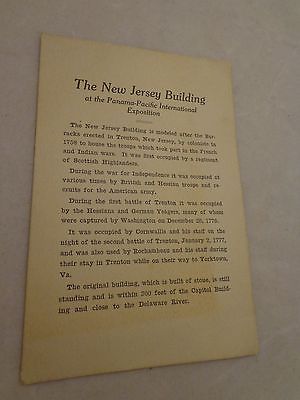 The New Jersey Building
at the Panama-Pacific International
Exposition
The New Jersey Building is modeled after the Bar-
racks erected in Trenton, New Jersey, by colonists in
1758 to house the troops which took part in the French
and Indian wars. It was first occupied by a regiment
of Scottish Highlanders.
During the war for Independence it was occupied at
various times by British and Hessian troops and re-
cruits for the American army.
During the first battle of Trenton it was occupied
by the Hessians and German Yeagers, many of whom
were captured by Washington on December 26, 1776.
It was occupied by Cornwallis and his staff on the
night of the second battle of Trenton, January 2, 1777,
and was also used by Rochambeau and his staff during
their stay in Trenton while on their way to Yorktown,
Va.
The original building, which is built of stone, is still
standing and is within 300 feet of the Capitol Build-
ing and close to the Delaware River.